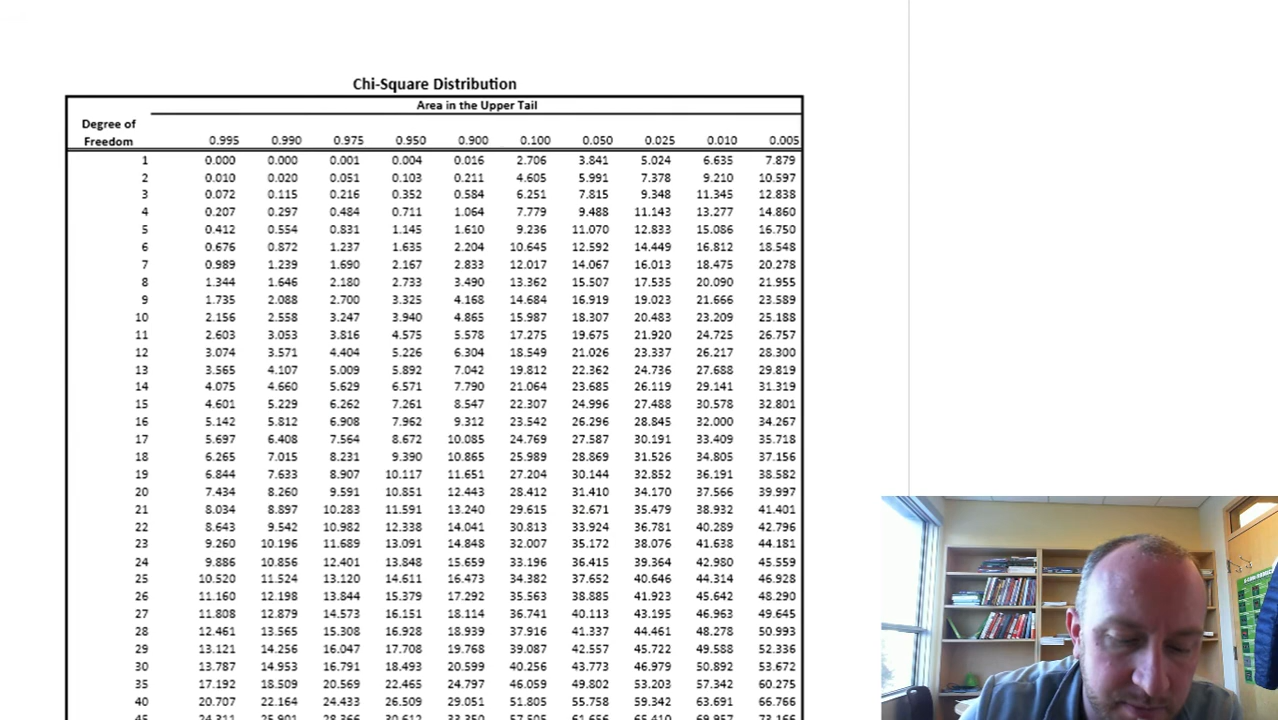 Chi-Square Distribution
Area in the Upper Tail
Degree of
Freedom 0.995 0.990 0.975 0.950 0.900 0.100 0.050 0.025 0.010 0.005
1 0.000 0.000 0.001 0.004 0.016 2.706 3.841 5.024 6.635 7.879
2 0.010 0.020 0.051 0.103 0.211 4.605 5.991 7.378 9.210 10.597
3 0.072 0.115 0.216 0.352 0.584 6.251 7.815 9.348 11.345 12.838
4 0.207 0.297 0.484 0.711 1.064 7.779 9.488 11.143 13.277 14.860
5 0.412 0.554 0.831 1.145 1.610 9.236 11.070 12.833 15.086 16.750
6 0.676 0.872 1.237 1.635 2.204 10.645 12.592 14.449 16.812 18.548
7 0.989 1.239 1.690 2.167 2.833 12.017 14.067 16.013 18.475 20.278
8 1.344 1.646 2.180 2.733 3.490 13.362 15.507 17.535 20.090 21.955
9 1.735 2.088 2.700 3.325 4.168 14.684 16.919 19.023 21.666 23.589
10 2.156 2.558 3.247 3.940 4.865 15.987 18.307 20.483 23.209 25.188
11 2.603 3.053 3.816 4.575 5.578 17.275 19.675 21.920 24.725 26.757
12 3.074 3.571 4.404 5.226 6.304 18.549 21.026 23.337 26.217 28.300
13 3.565 4.107 5.009 5.892 7.042 19.812 22.362 24.736 27.688 29.819
14 4.075 4.660 5.629 6.571 7.790 21.064 23.685 26.119 29.141 31.319
15 4.601 5.229 6.262 7.261 8.547 22.307 24.996 27.488 30.578 32.801
16 5.142 5.812 6.908 7.962 9.312 23.542 26.296 28.845 32.000 34.267
17 5.697 6.408 7.564 8.672 10.085 24.769 27.587 30.191 33.409 35.718
18 6.265 7.015 8.231 9.390 10.865 25.989 28.869 31.526 34.805 37.156
19 6.844 7.633 8.907 10.117 11.651 27.204 30.144 32.852 36.191 38.582
20 7.434 8.260 9.591 10.851 12.443 28.412 31.410 34.170 37.566 39.997
21 8.034 8.897 10.283 11.591 13.240 29.615 32.671 35.479 38.932 41.401
22 8.643 9.542 10.982 12.338 14.041 30.813 33.924 36.781 40.289 42.796
23 9.260 10.196 11.689 13.091 14.848 32.007 35.172 38.076 41.638 44.181
24 9.886 10.856 12.401 13.848 15.659 33.196 36.415 39.364 42.980 45.559
25 10.520 11.524 13.120 14.611 16.473 34.382 37.652 40.646 44.314 46.928
26 11.160 12.198 13.844 15.379 17.292 35.563 38.885 41.923 45.642 48.290
27 11.808 12.879 14.573 16.151 18.114 36.741 40.113 43.195 46.963 49.645
28 12.461 13.565 15.308 16.928 18.939 37.916 41.337 44.461 48.278 50.993
29 13.121 14.256 16.047 17.708 19.768 39.087 42.557 45.722 49.588 52.336
30 13.787 14.953 16.791 18.493 20.599 40.256 43.773 46.979 50.892 53.672
35 17.192 18.509 20.569 22.465 24.797 46.059 49.802 53.203 57.342 60.275
40 20.707 22.164 24.433 26.509 29.051 51.805 55.758 59.342 63.691 66.766